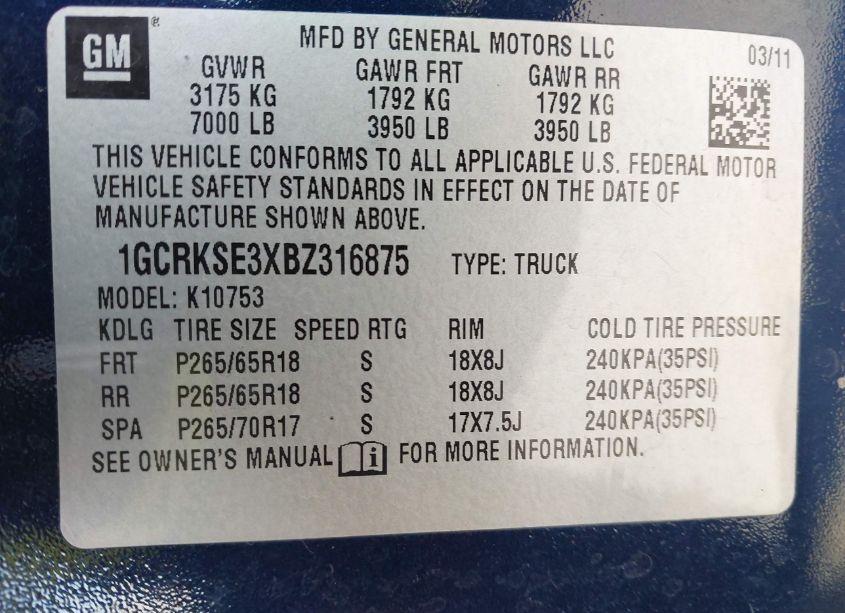 GM®
MFD BY GENERAL MOTORS LLC 03/11
GVWR GAWR FRT GAWR RR
3175 KG 1792 KG 1792 KG
7000 LB 3950 LB 3950 LB
THIS VEHICLE CONFORMS TO ALL APPLICABLE U.S. FEDERAL MOTOR
VEHICLE SAFETY STANDARDS IN EFFECT ON THE DATE OF
MANUFACTURE SHOWN ABOVE.
1GCRKSE3XBZ316875 TYPE: TRUCK
MODEL: K10753
KDLG TIRE SIZE SPEED RTG RIM COLD TIRE PRESSURE
FRT P265/65R18 S 18X8J 240KPA(35PSI)
RR P265/65R18 S 18X8J 240KPA(35PSI)
SPA P265/70R17 S 17X7.5J 240KPA(35PSI)
SEE OWNER'S MANUAL i FOR MORE INFORMATION.